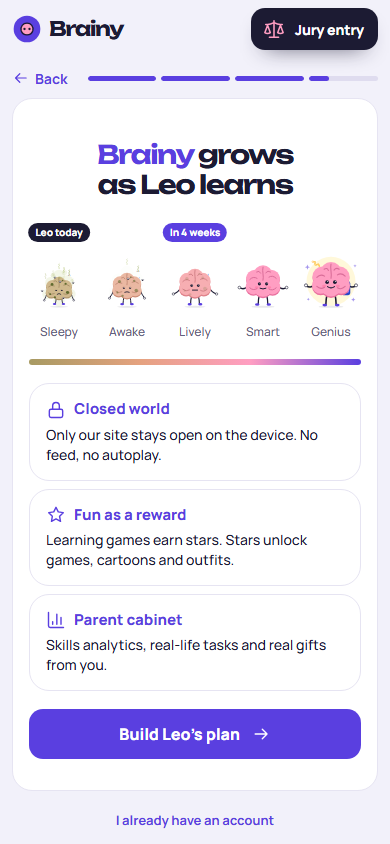 Brainy
Jury entry
Back
Brainy grows
as Leo learns
Leo today
In 4 weeks
Sleepy
Awake
Lively
Smart
Genius
Closed world
Only our site stays open on the device. No
feed, no autoplay.
Fun as a reward
Learning games earn stars. Stars unlock
games, cartoons and outfits.
Parent cabinet
Skills analytics, real-life tasks and real gifts
from you.
Build Leo's plan
I already have an account